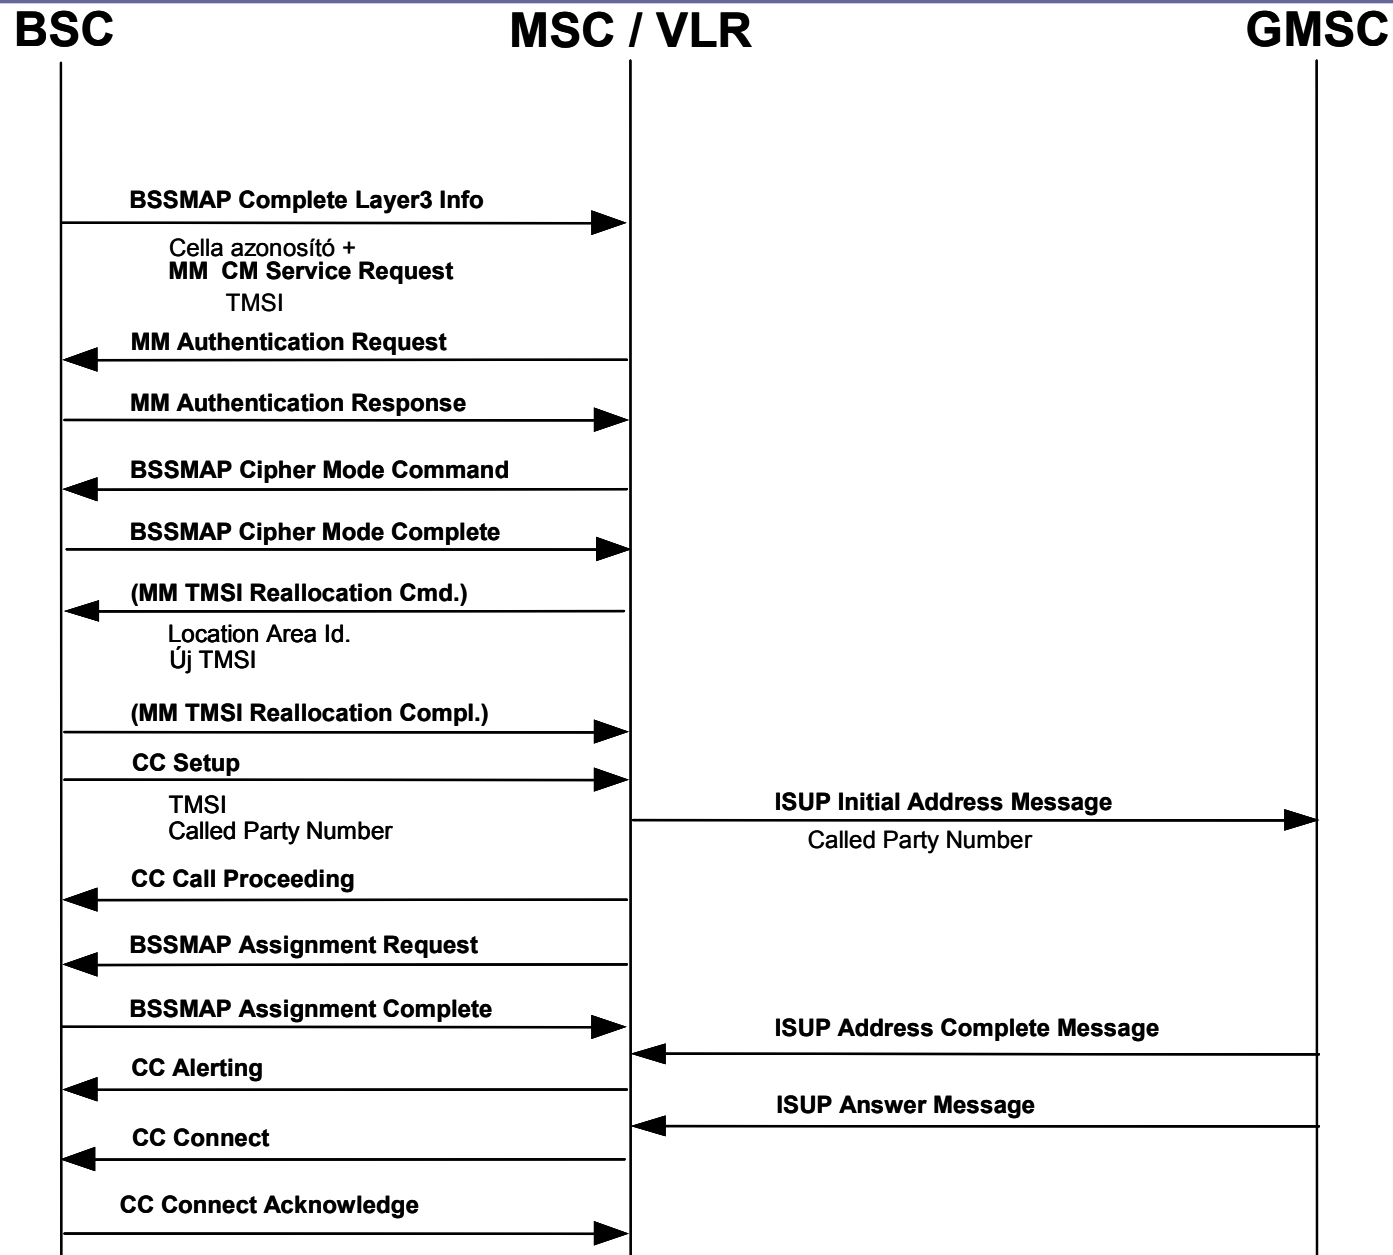 BSC
MSC / VLR
GMSC
BSSMAP Complete Layer3 Info
Cella azonosító +
MM CM Service Request
TMSI
MM Authentication Request
MM Authentication Response
BSSMAP Cipher Mode Command
BSSMAP Cipher Mode Complete
(MM TMSI Reallocation Cmd.)
Location Area Id.
Új TMSI
(MM TMSI Reallocation Compl.)
CC Setup
TMSI
Called Party Number
ISUP Initial Address Message
Called Party Number
CC Call Proceeding
BSSMAP Assignment Request
BSSMAP Assignment Complete
ISUP Address Complete Message
CC Alerting
ISUP Answer Message
CC Connect
CC Connect Acknowledge